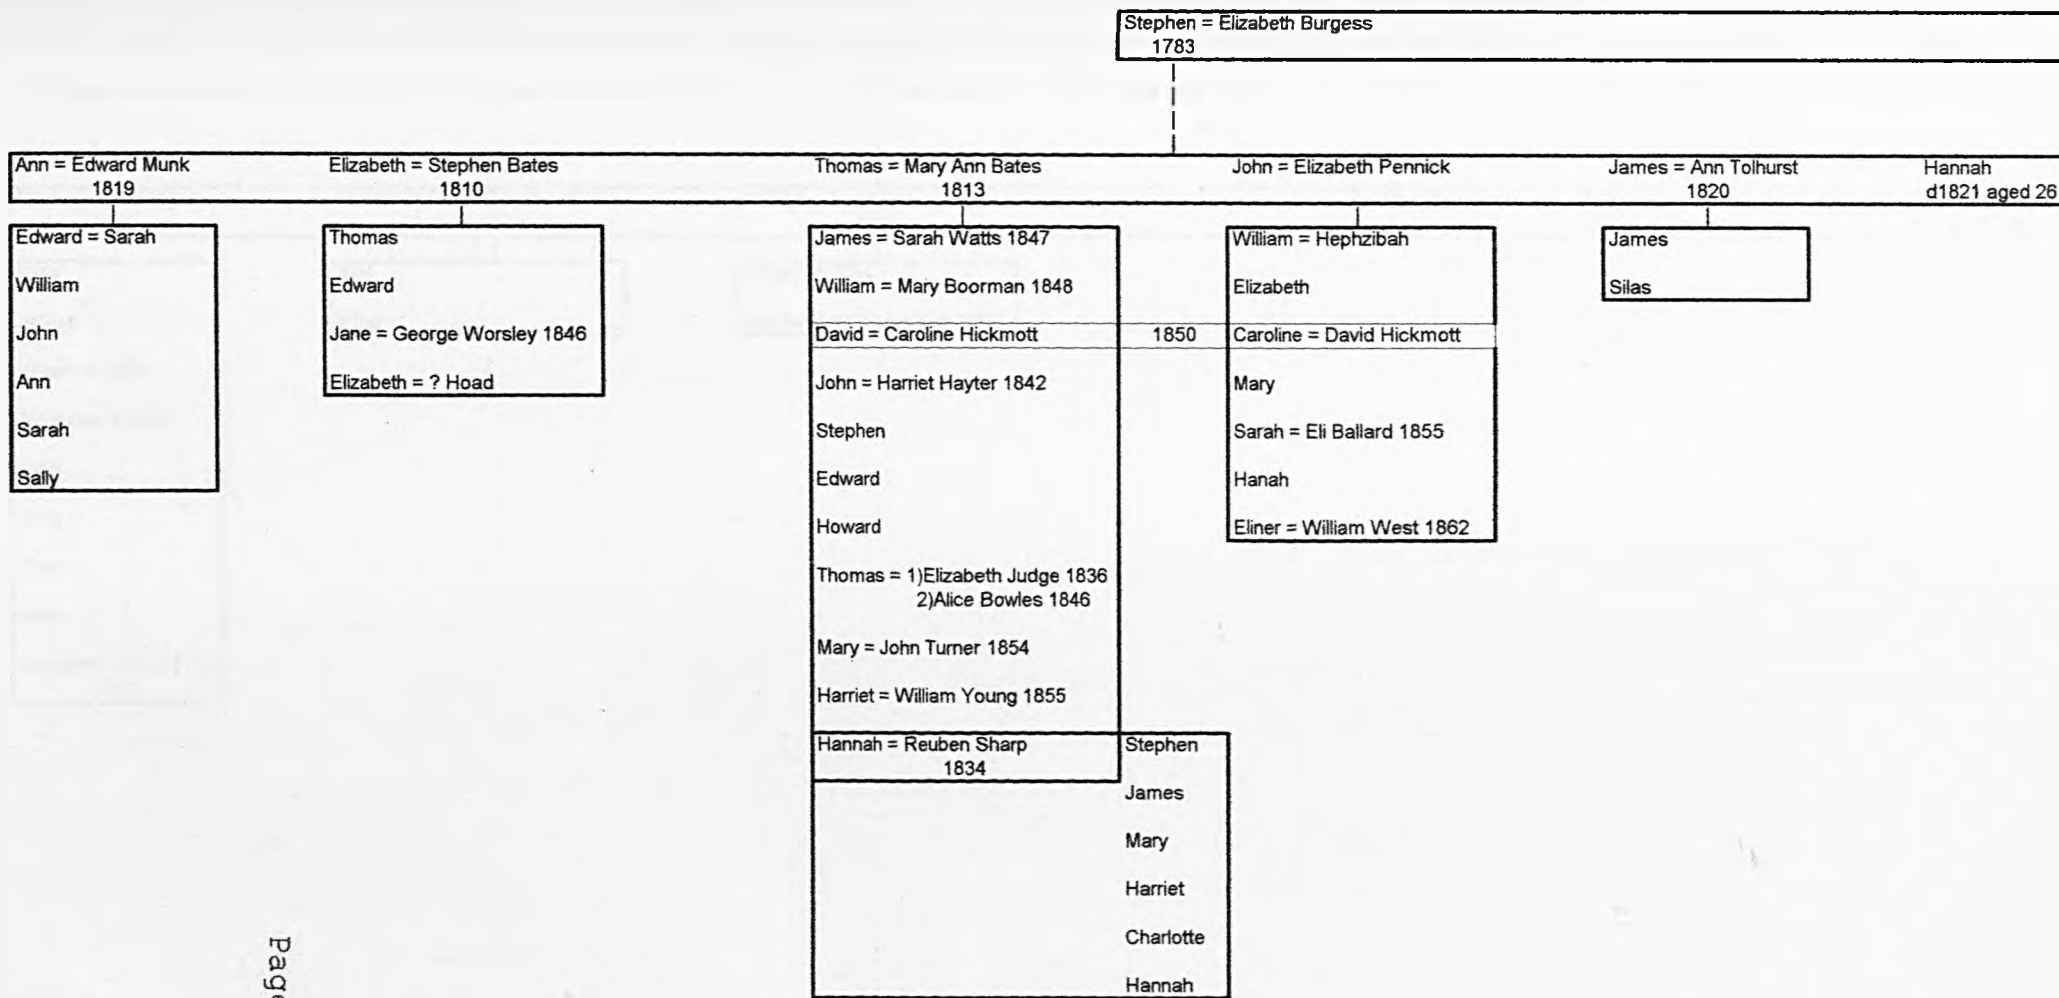 Stephen = Elizabeth Burgess
1783
Ann = Edward Munk
1819
Elizabeth = Stephen Bates
1810
Thomas = Mary Ann Bates
1813
John = Elizabeth Pennick
James = Ann Tolhurst
1820
Hannah
d1821 aged 26
Edward = Sarah
William
John
Ann
Sarah
Sally
Thomas
Edward
Jane = George Worsley 1846
Elizabeth = ? Hoad
James = Sarah Watts 1847
William = Mary Boorman 1848
David = Caroline Hickmott
1850
John = Harriet Hayter 1842
Stephen
Edward
Howard
Thomas = 1)Elizabeth Judge 1836
2)Alice Bowles 1846
Mary = John Turner 1854
Harriet = William Young 1855
Hannah = Reuben Sharp
1834
Stephen
James
Mary
Harriet
Charlotte
Hannah
William = Hephzibah
Elizabeth
Caroline = David Hickmott
Mary
Sarah = Eli Ballard 1855
Hanah
Eliner = William West 1862
James
Silas
Page